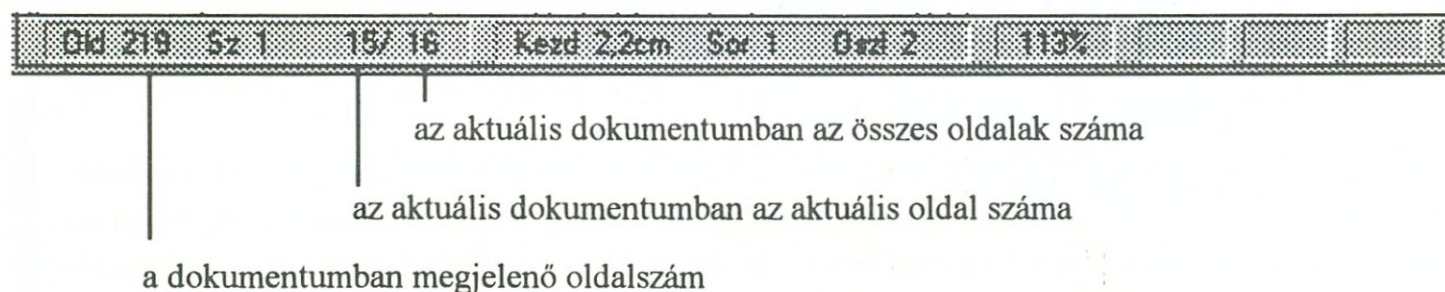 Old 219 Sz 1 15/ 16 Kezd 2,2cm Sor 1 Oszl 2 113%
az aktuális dokumentumban az összes oldalak száma
az aktuális dokumentumban az aktuális oldal száma
a dokumentumban megjelenő oldalszám